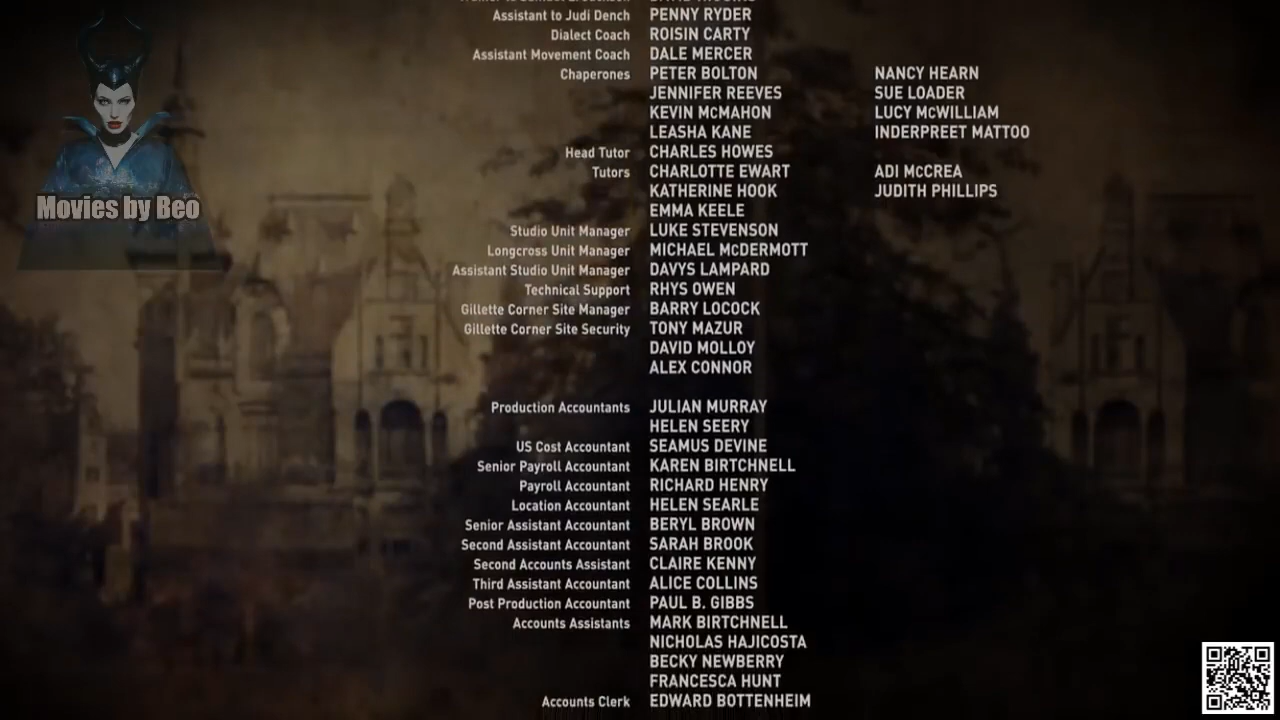 Assistant to Judi Dench PENNY RYDER
Dialect Coach ROISIN CARTY
Assistant Movement Coach DALE MERCER
Chaperones PETER BOLTON NANCY HEARN
JENNIFER REEVES SUE LOADER
KEVIN McMAHON LUCY McWILLIAM
LEASHA KANE INDERPREET MATTOO
Head Tutor CHARLES HOWES
Tutors CHARLOTTE EWART ADI McCREA
KATHERINE HOOK JUDITH PHILLIPS
EMMA KEELE
Studio Unit Manager LUKE STEVENSON
Longcross Unit Manager MICHAEL McDERMOTT
Assistant Studio Unit Manager DAVYS LAMPARD
Technical Support RHYS OWEN
Gillette Corner Site Manager BARRY LOCOCK
Gillette Corner Site Security TONY MAZUR
DAVID MOLLOY
ALEX CONNOR
Production Accountants JULIAN MURRAY
HELEN SEERY
US Cost Accountant SEAMUS DEVINE
Senior Payroll Accountant KAREN BIRTCHNELL
Payroll Accountant RICHARD HENRY
Location Accountant HELEN SEARLE
Senior Assistant Accountant BERYL BROWN
Second Assistant Accountant SARAH BROOK
Second Accounts Assistant CLAIRE KENNY
Third Assistant Accountant ALICE COLLINS
Post Production Accountant PAUL B. GIBBS
Accounts Assistants MARK BIRTCHNELL
NICHOLAS HAJICOSTA
BECKY NEWBERRY
FRANCESCA HUNT
Accounts Clerk EDWARD BOTTENHEIM
Movies by Beo